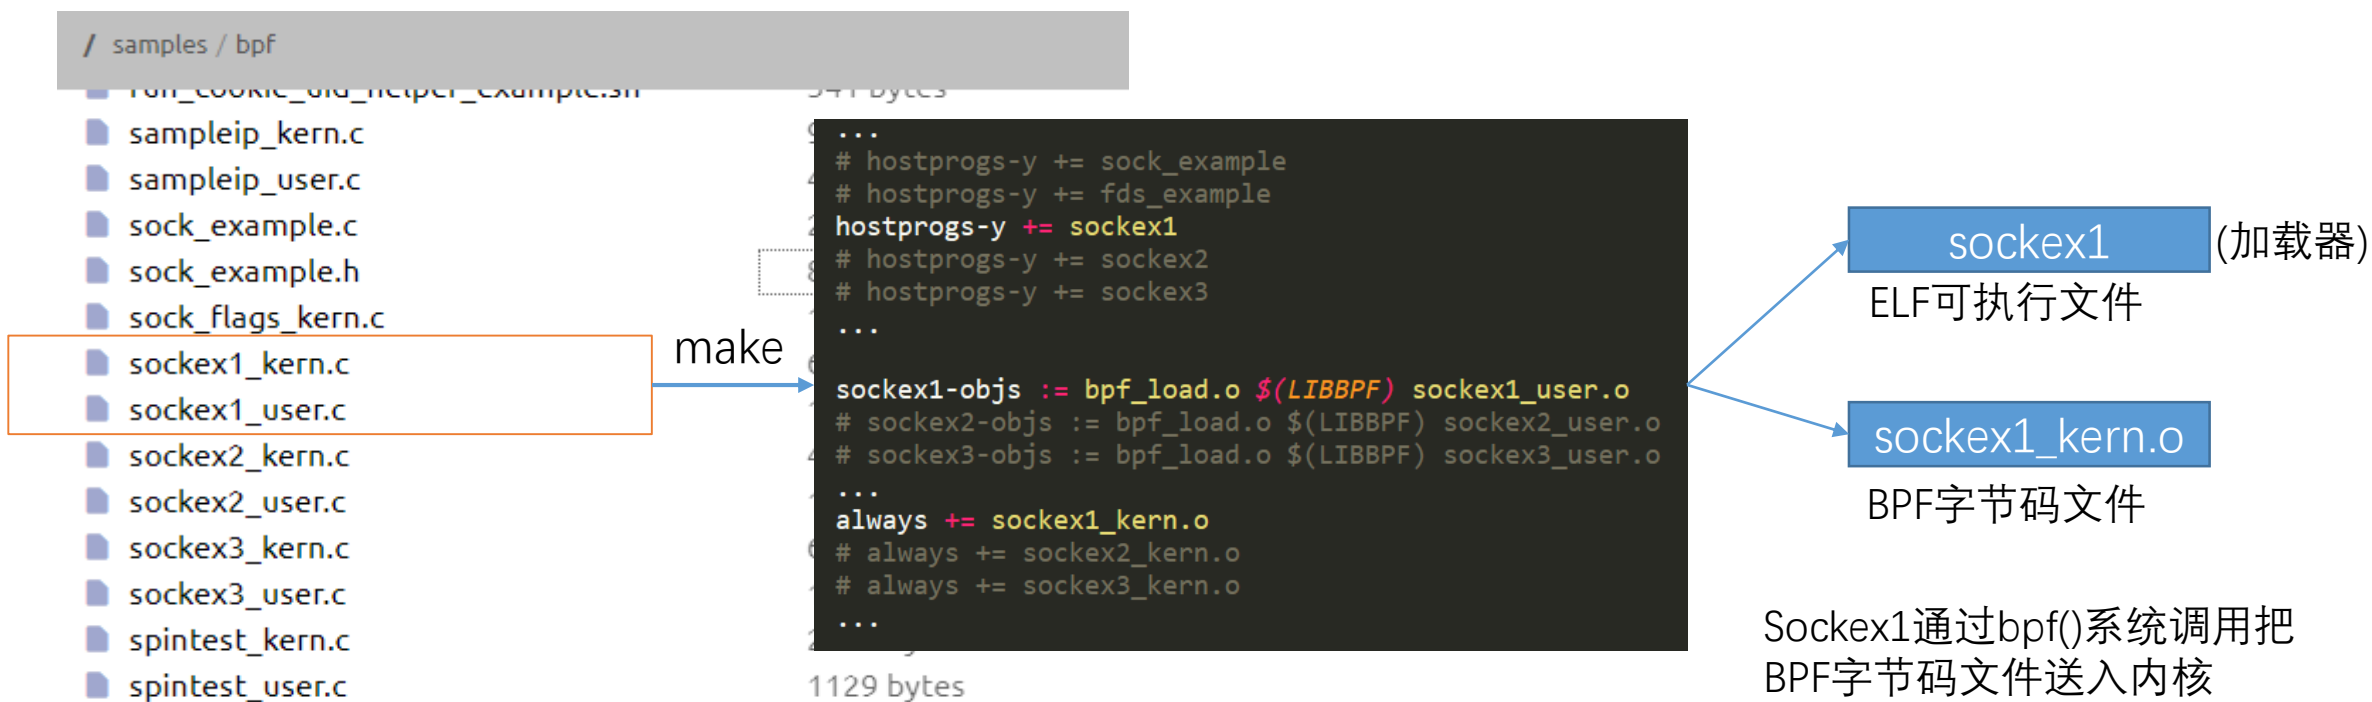 / samples / bpf
sampleip_kern.c
sampleip_user.c
sock_example.c
sock_example.h
sock_flags_kern.c
sockex1_kern.c
sockex1_user.c
sockex2_kern.c
sockex2_user.c
sockex3_kern.c
sockex3_user.c
spintest_kern.c
spintest_user.c
1129 bytes
make
...
# hostprogs-y += sock_example
# hostprogs-y += fds_example
hostprogs-y += sockex1
# hostprogs-y += sockex2
# hostprogs-y += sockex3
...
sockex1-objs := bpf_load.o $(LIBBPF) sockex1_user.o
# sockex2-objs := bpf_load.o $(LIBBPF) sockex2_user.o
# sockex3-objs := bpf_load.o $(LIBBPF) sockex3_user.o
...
always += sockex1_kern.o
# always += sockex2_kern.o
# always += sockex3_kern.o
...
sockex1 (加载器)
ELF可执行文件
sockex1_kern.o
BPF字节码文件
Sockex1通过bpf()系统调用把
BPF字节码文件送入内核